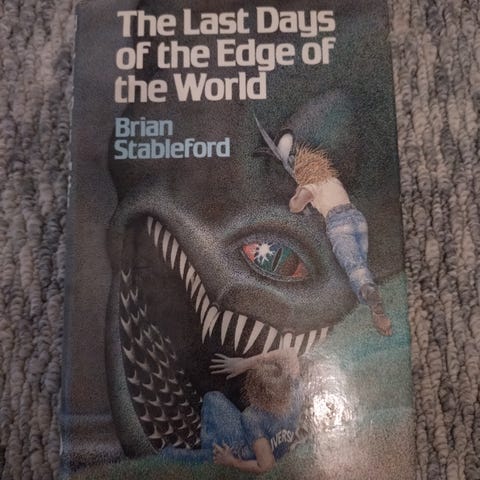 The Last Days
of the Edge of
the World
Brian
Stableford